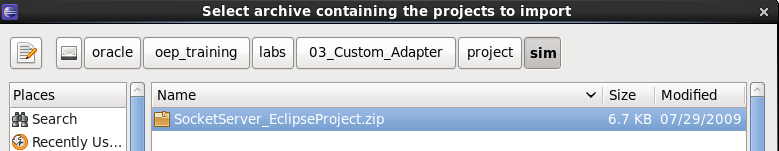 Select archive containing the projects to import
oracle oep_training labs 03_Custom_Adapter project sim
Places Name Size Modified
Search SocketServer_EclipseProject.zip 6.7 KB 07/29/2009
Recently Us...